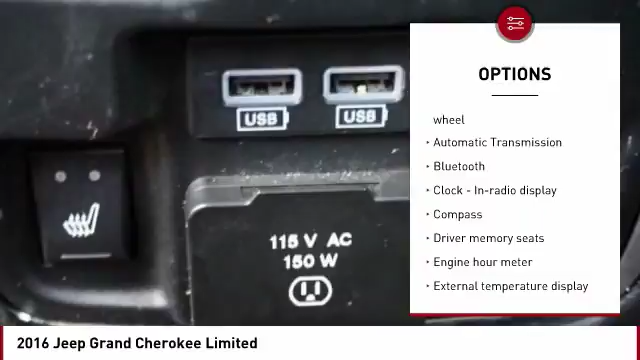 USB
USB
115 V AC
150 W
OPTIONS
wheel
• Automatic Transmission
• Bluetooth
• Clock - In-radio display
• Compass
• Driver memory seats
• Engine hour meter
• External temperature display
2016 Jeep Grand Cherokee Limited